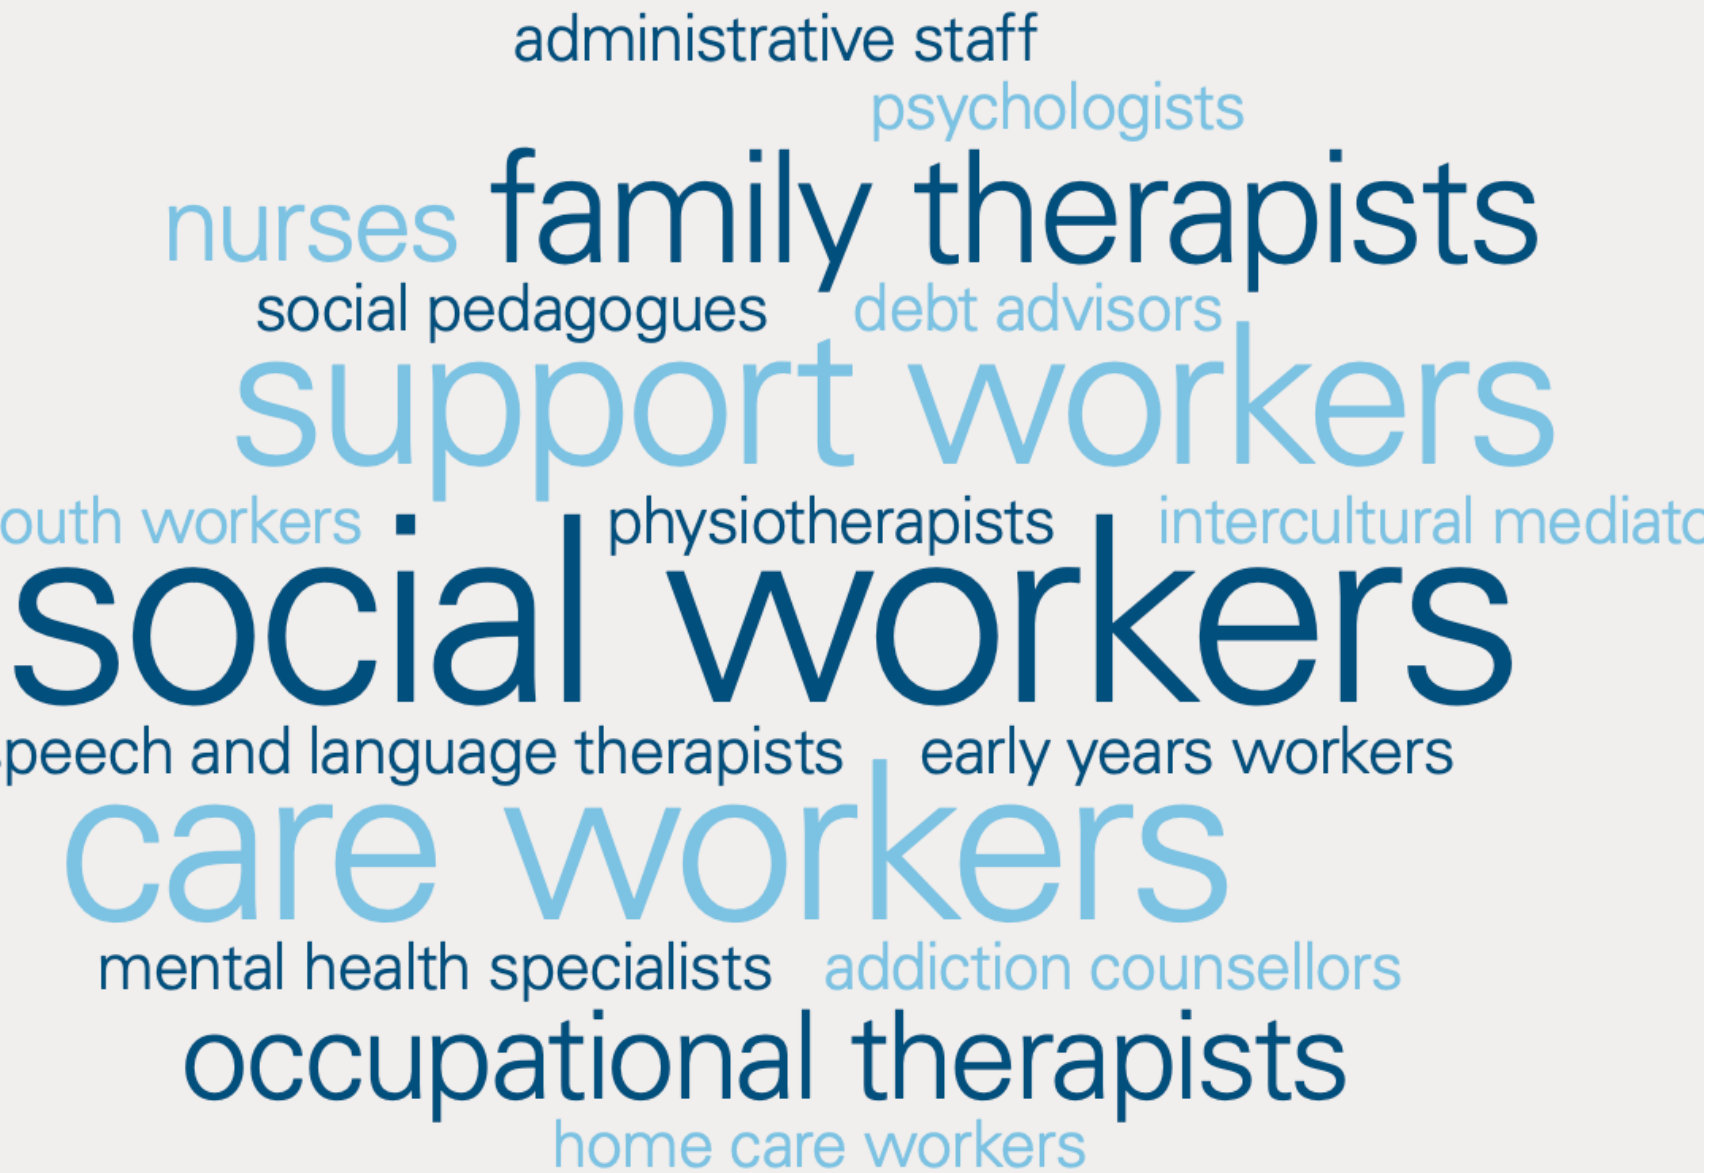 administrative staff
psychologists
nurses family therapists
social pedagogues debt advisors
support workers
outh workers physiotherapists intercultural mediato
social workers
peech and language therapists early years workers
care workers
mental health specialists addiction counsellors
occupational therapists
home care workers